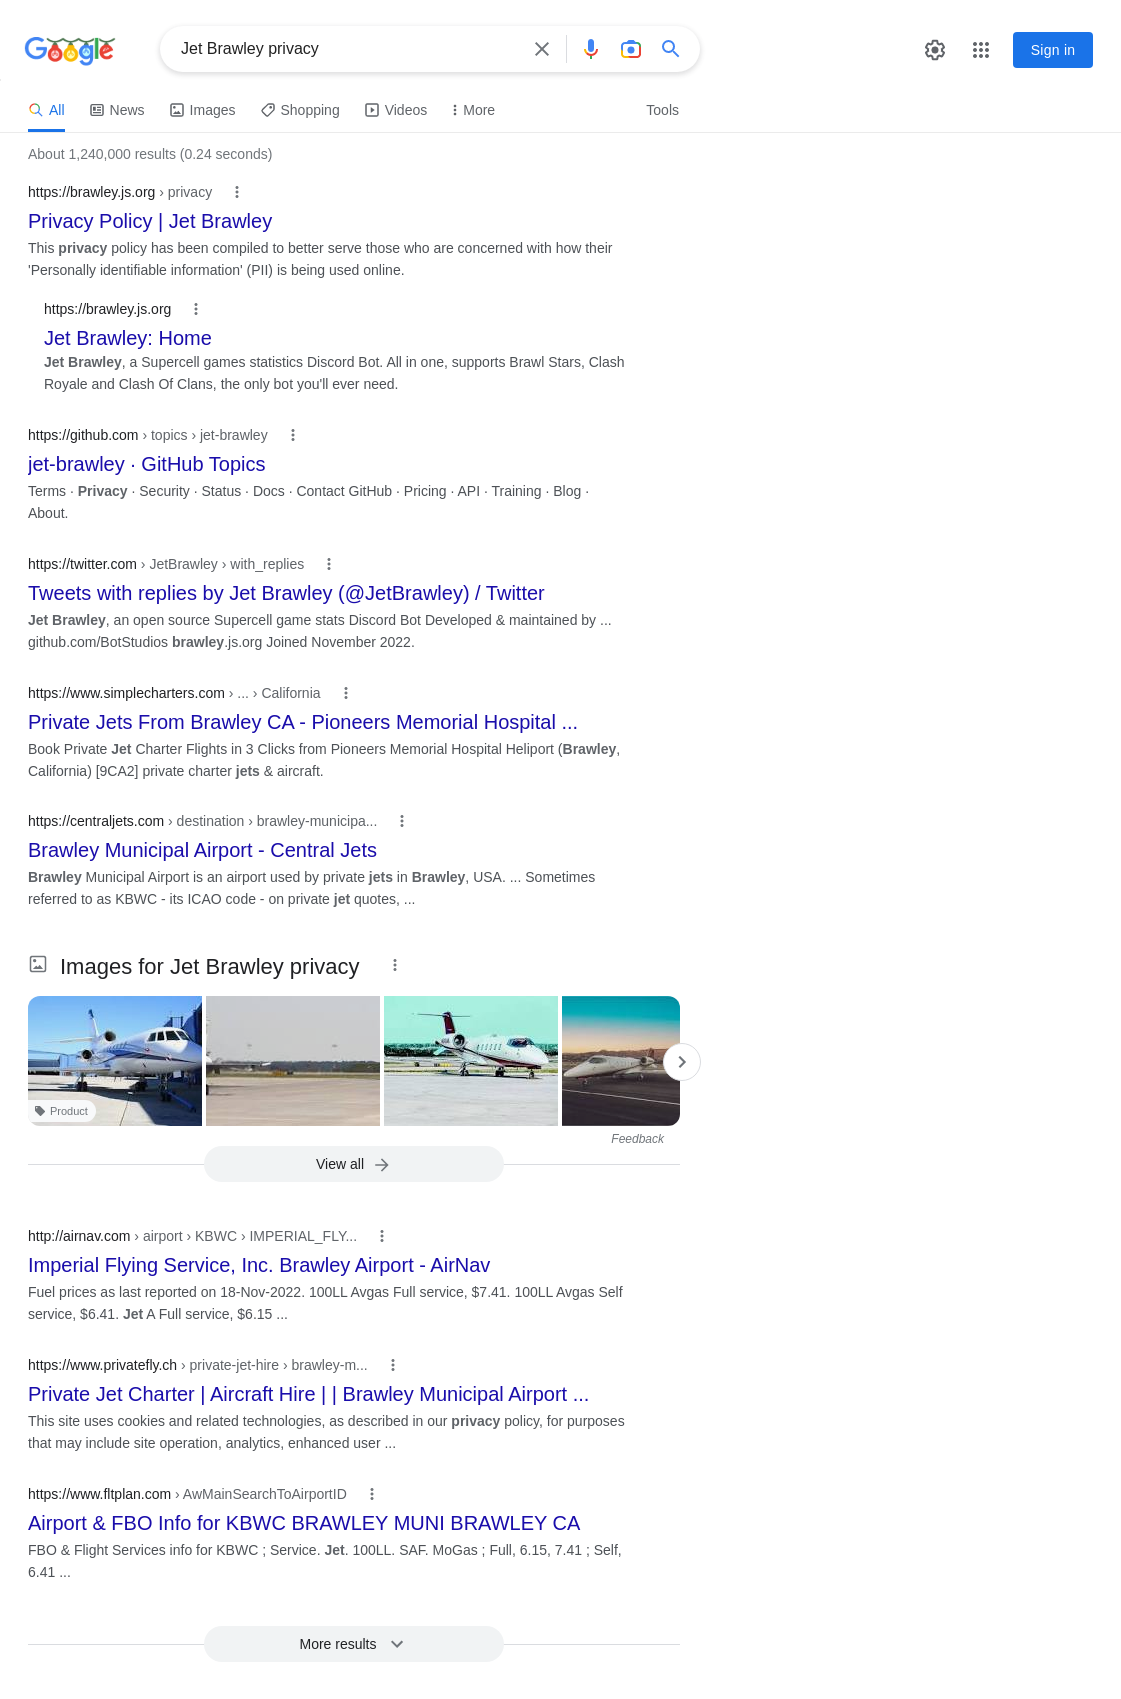 Google
Jet Brawley privacy
Sign in
All
News
Images
Shopping
Videos
More
Tools
About 1,240,000 results (0.24 seconds)
https://brawley.js.org › privacy
Privacy Policy | Jet Brawley
This privacy policy has been compiled to better serve those who are concerned with how their
'Personally identifiable information' (PII) is being used online.
https://brawley.js.org
Jet Brawley: Home
Jet Brawley, a Supercell games statistics Discord Bot. All in one, supports Brawl Stars, Clash
Royale and Clash Of Clans, the only bot you'll ever need.
https://github.com › topics › jet-brawley
jet-brawley · GitHub Topics
Terms · Privacy · Security · Status · Docs · Contact GitHub · Pricing · API · Training · Blog ·
About.
https://twitter.com › JetBrawley › with_replies
Tweets with replies by Jet Brawley (@JetBrawley) / Twitter
Jet Brawley, an open source Supercell game stats Discord Bot Developed & maintained by ...
github.com/BotStudios brawley.js.org Joined November 2022.
https://www.simplecharters.com › ... › California
Private Jets From Brawley CA - Pioneers Memorial Hospital ...
Book Private Jet Charter Flights in 3 Clicks from Pioneers Memorial Hospital Heliport (Brawley,
California) [9CA2] private charter jets & aircraft.
https://centraljets.com › destination › brawley-municipa...
Brawley Municipal Airport - Central Jets
Brawley Municipal Airport is an airport used by private jets in Brawley, USA. ... Sometimes
referred to as KBWC - its ICAO code - on private jet quotes, ...
Images for Jet Brawley privacy
Product
Feedback
View all
http://airnav.com › airport › KBWC › IMPERIAL_FLY...
Imperial Flying Service, Inc. Brawley Airport - AirNav
Fuel prices as last reported on 18-Nov-2022. 100LL Avgas Full service, $7.41. 100LL Avgas Self
service, $6.41. Jet A Full service, $6.15 ...
https://www.privatefly.ch › private-jet-hire › brawley-m...
Private Jet Charter | Aircraft Hire | | Brawley Municipal Airport ...
This site uses cookies and related technologies, as described in our privacy policy, for purposes
that may include site operation, analytics, enhanced user ...
https://www.fltplan.com › AwMainSearchToAirportID
Airport & FBO Info for KBWC BRAWLEY MUNI BRAWLEY CA
FBO & Flight Services info for KBWC ; Service. Jet. 100LL. SAF. MoGas ; Full, 6.15, 7.41 ; Self,
6.41 ...
More results